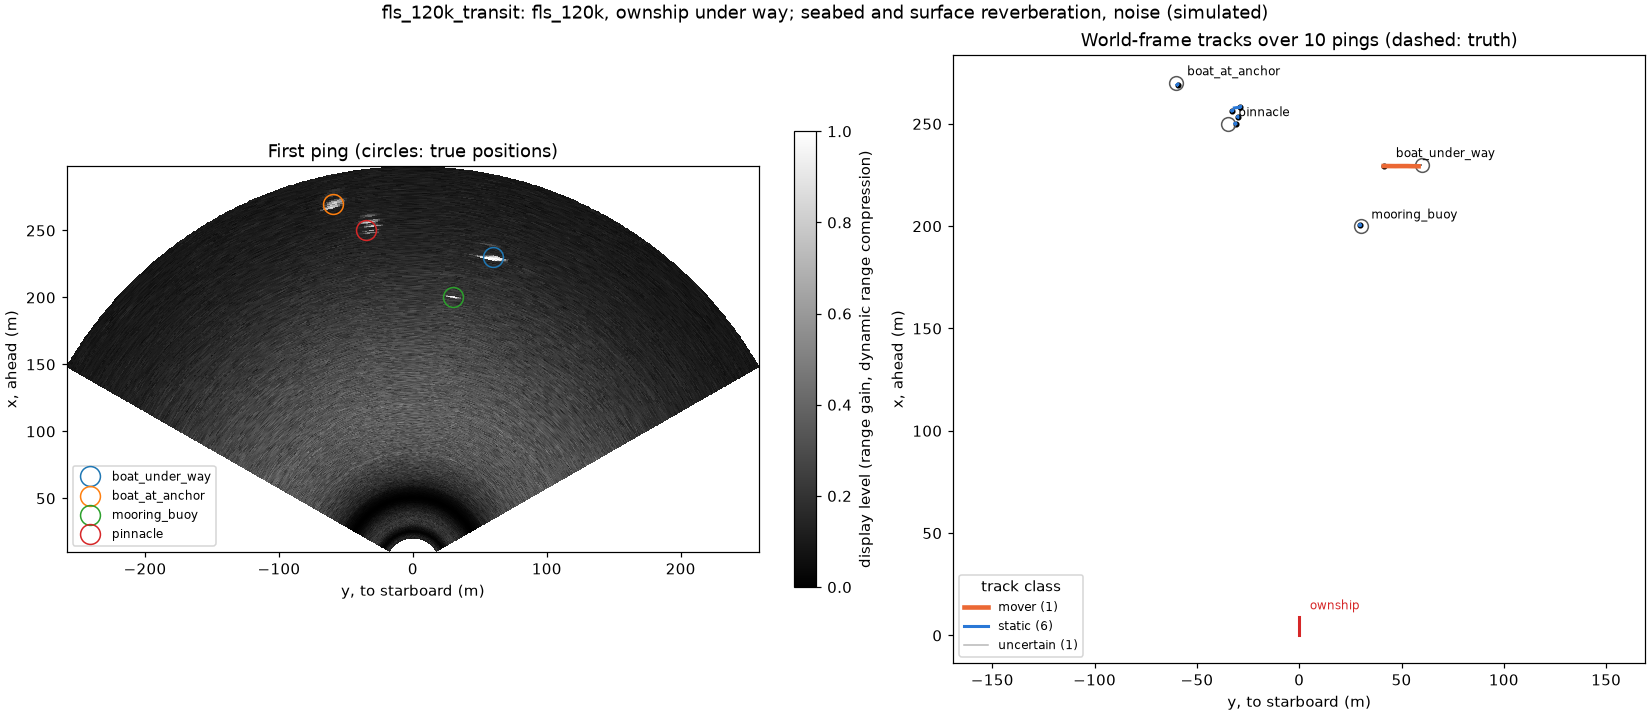 fls_120k_transit: fls_120k, ownship under way; seabed and surface reverberation, noise (simulated)
First ping (circles: true positions)
250
200
150
100
50
x, ahead (m)
−200
−100
0
100
200
y, to starboard (m)
boat_under_way
boat_at_anchor
mooring_buoy
pinnacle
1.0
0.8
0.6
0.4
0.2
0.0
display level (range gain, dynamic range compression)
World-frame tracks over 10 pings (dashed: truth)
boat_at_anchor
pinnacle
boat_under_way
mooring_buoy
ownship
250
200
150
100
50
0
x, ahead (m)
−150
−100
−50
0
50
100
150
y, to starboard (m)
track class
mover (1)
static (6)
uncertain (1)